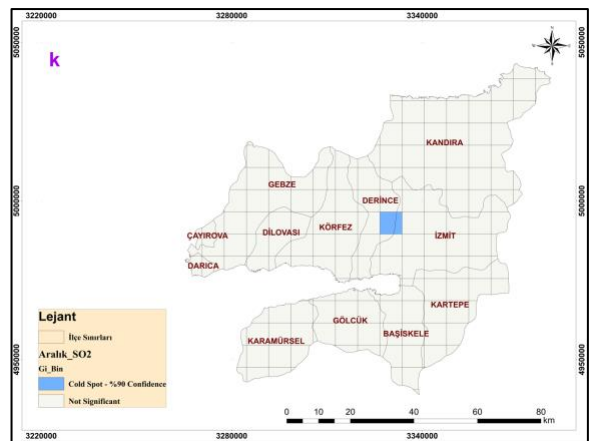 3220000 3280000 3340000
5050000 5050000
k
KANDIRA
GEBZE
DERİNCE
ÇAYIROVA
DİLOVASI
KÖRFEZ
İZMİT
DARICA
5000000 5000000
KARTEPE
GÖLCÜK
BAŞİSKELE
KARAMÜRSEL
4950000 4950000
Lejant
İlçe Sınırları
Aralık_SO2
Gi_Bin
Cold Spot - %90 Confidence
Not Significant
0 10 20 40 60 80
km
3220000 3280000 3340000